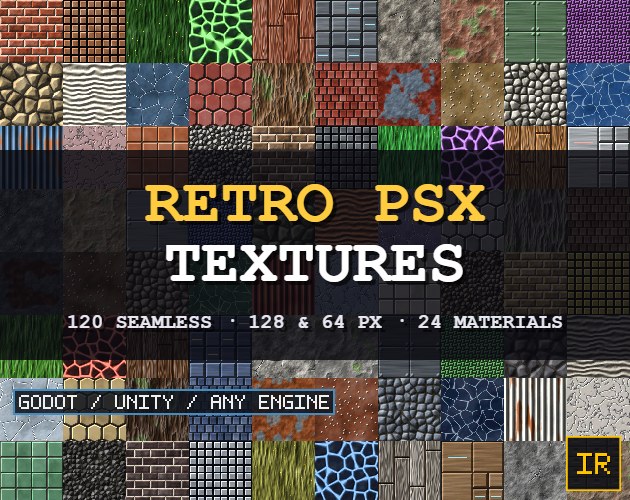 RETRO PSX
TEXTURES
120 SEAMLESS · 128 & 64 PX · 24 MATERIALS
GODOT / UNITY / ANY ENGINE
IR